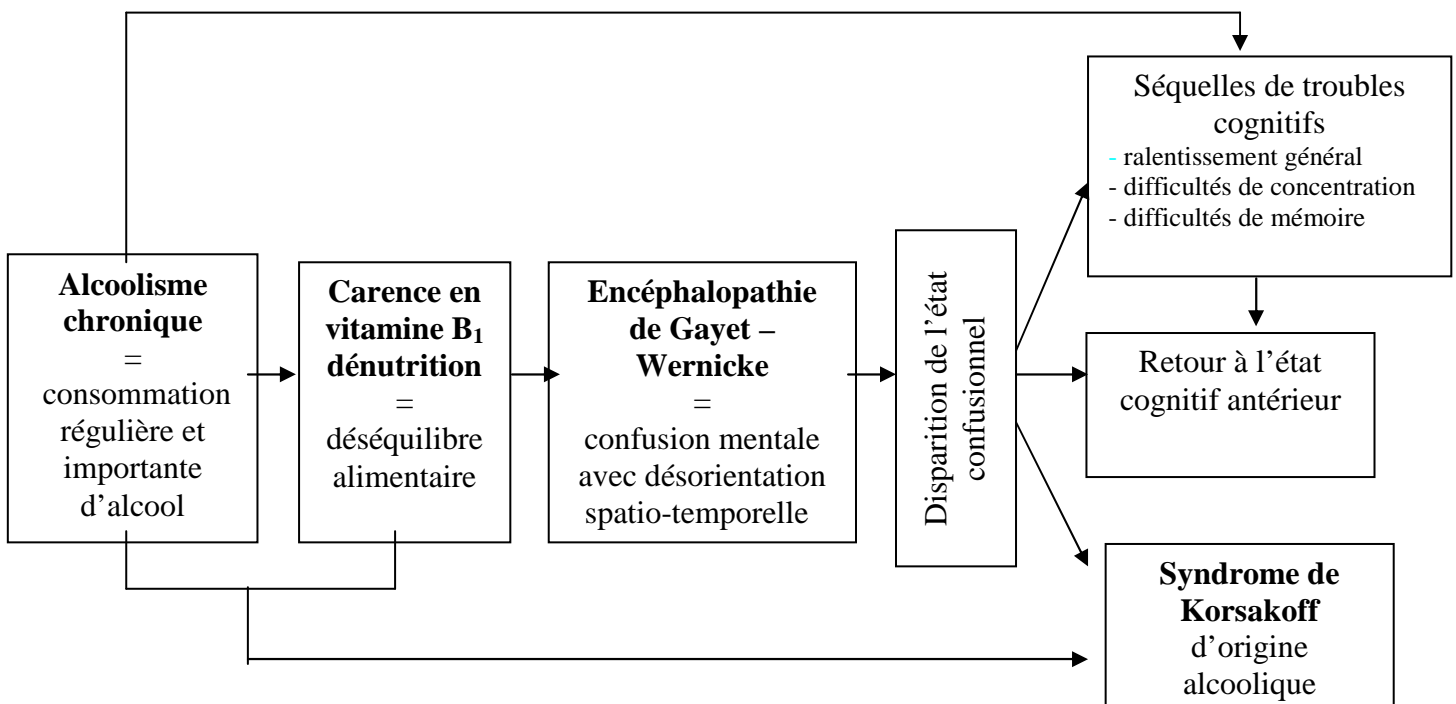 Séquelles de troubles
cognitifs
- ralentissement général
- difficultés de concentration
- difficultés de mémoire
Alcoolisme
chronique
=
consommation
régulière et
importante
d’alcool
Carence en
vitamine B₁
dénutrition
=
déséquilibre
alimentaire
Encéphalopathie
de Gayet –
Wernicke
=
confusion mentale
avec désorientation
spatio-temporelle
Disparition de l’état
confusionnel
Retour à l’état
cognitif antérieur
Syndrome de
Korsakoff
d’origine
alcoolique